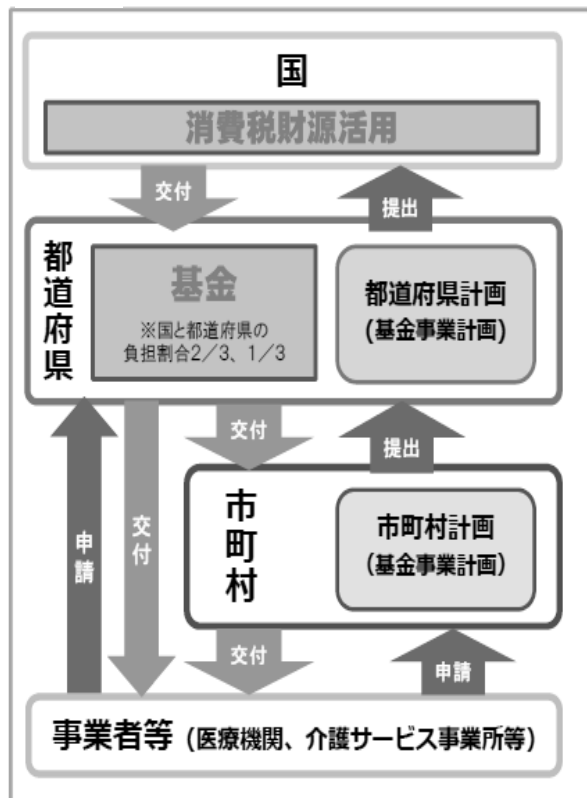 国
消費税財源活用
交付
提出
都道府県
基金
※国と都道府県の
負担割合2/3、1/3
都道府県計画
(基金事業計画)
交付
提出
申請
交付
市町村
市町村計画
(基金事業計画)
交付
申請
事業者等 (医療機関、介護サービス事業所等)